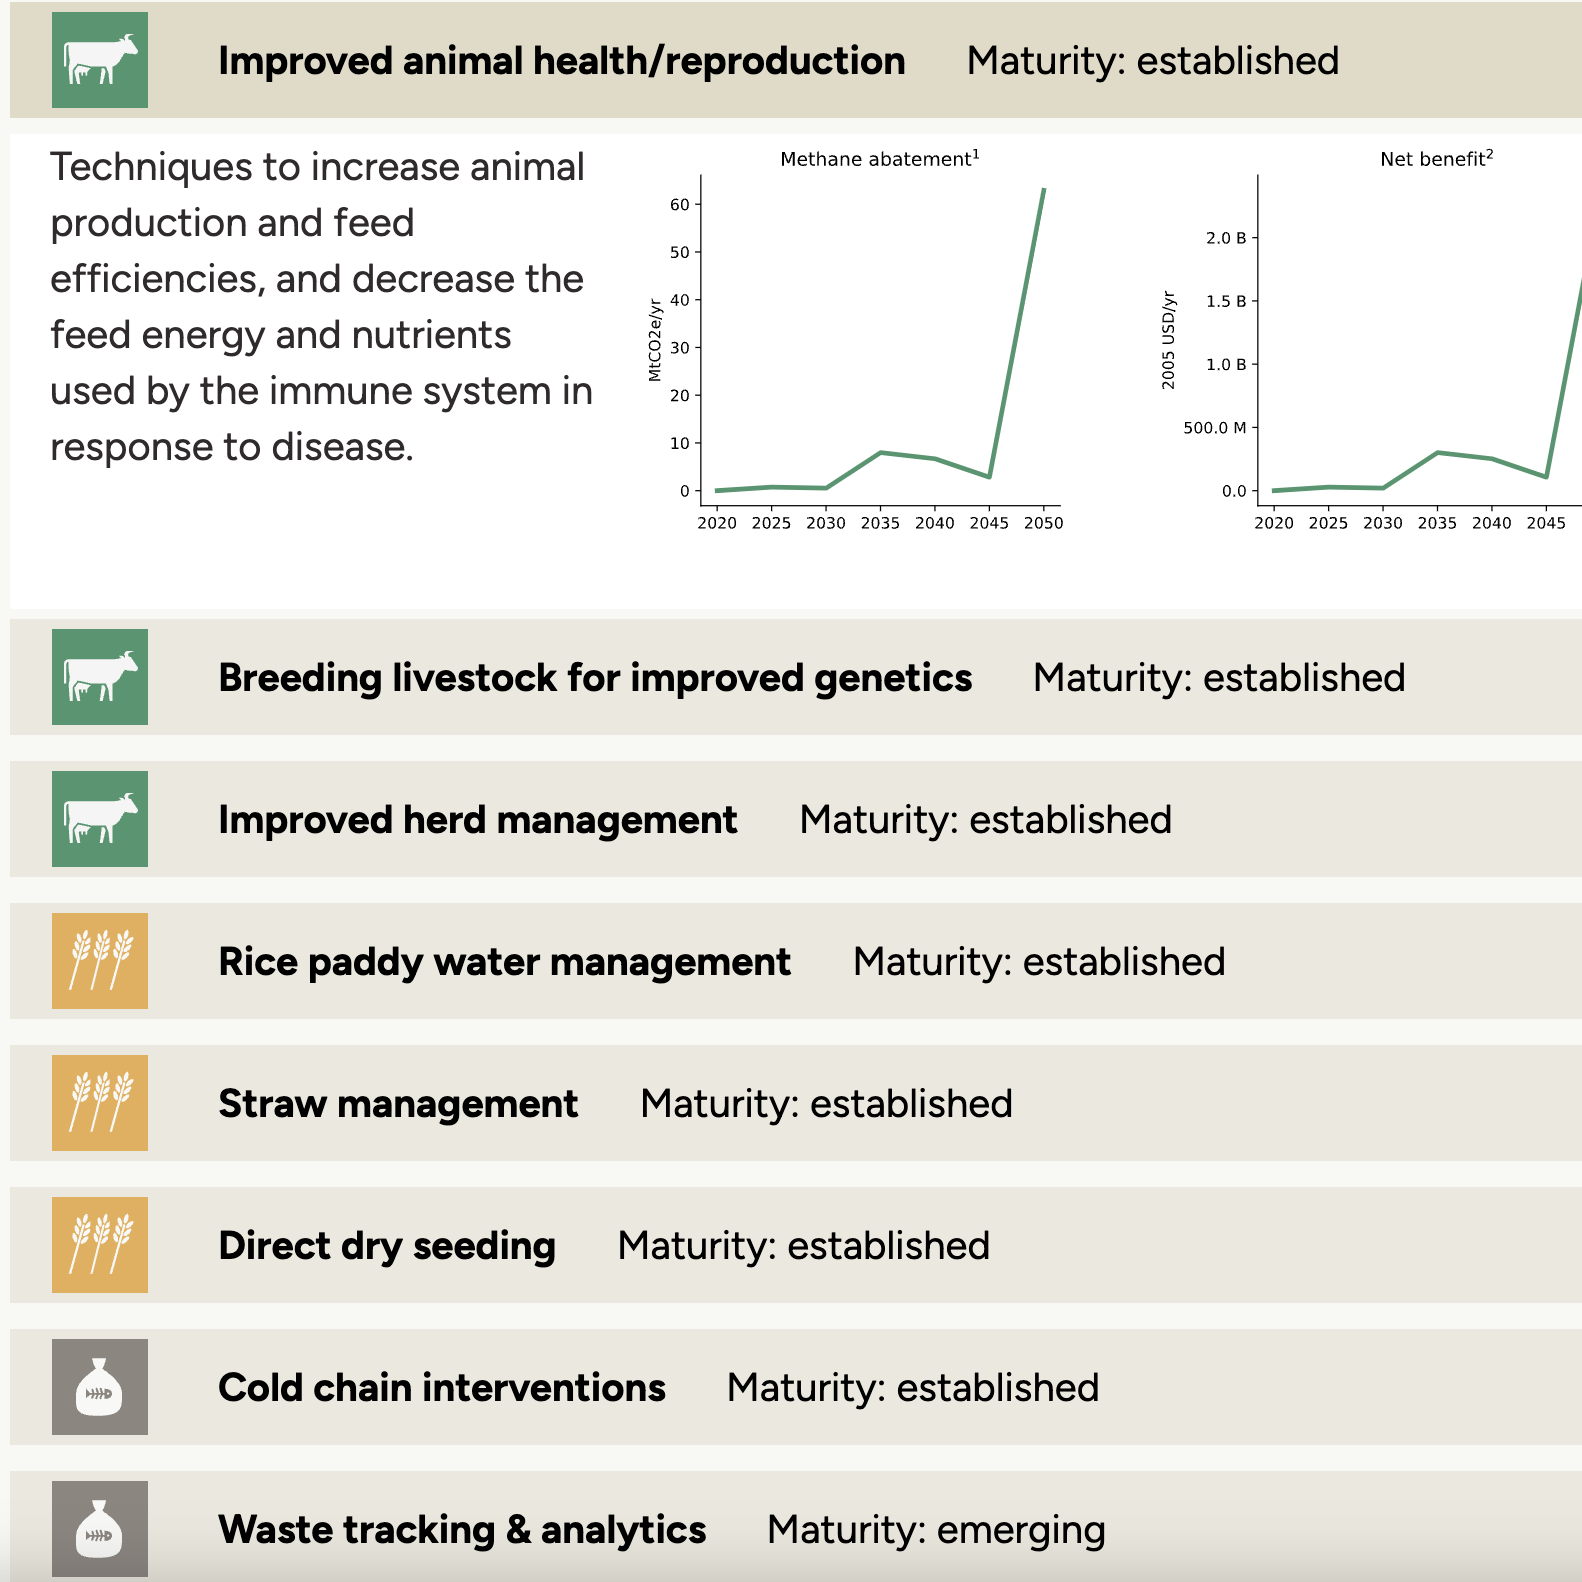 Improved animal health/reproduction Maturity: established
Techniques to increase animal
production and feed
efficiencies, and decrease the
feed energy and nutrients
used by the immune system in
response to disease.
Methane abatement¹
MtCO2e/yr
60
50
40
30
20
10
0
2020 2025 2030 2035 2040 2045 2050
Net benefit²
2005 USD/yr
2.0 B
1.5 B
1.0 B
500.0 M
0.0
2020 2025 2030 2035 2040 2045
Breeding livestock for improved genetics Maturity: established
Improved herd management Maturity: established
Rice paddy water management Maturity: established
Straw management Maturity: established
Direct dry seeding Maturity: established
Cold chain interventions Maturity: established
Waste tracking & analytics Maturity: emerging